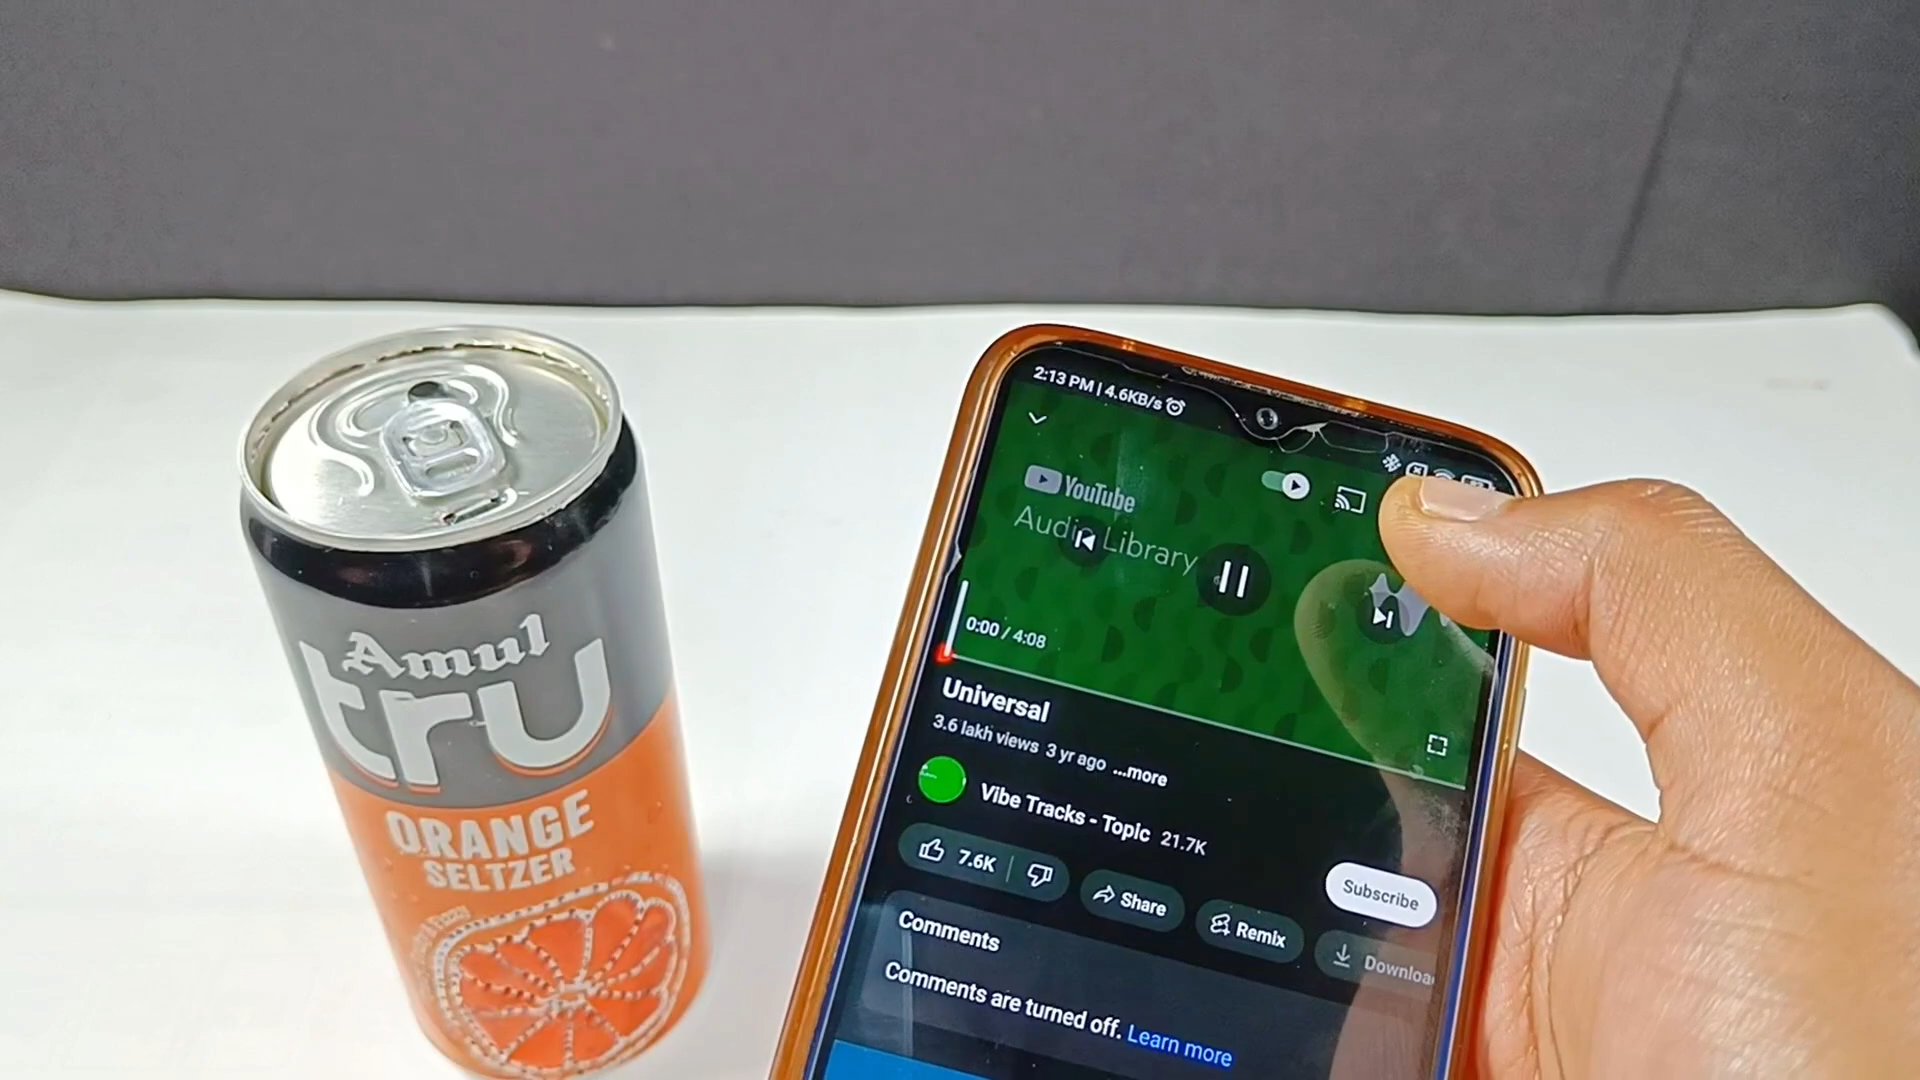 Amul
tru
ORANGE
SELTZER
2:13 PM | 4.6KB/s
YouTube
Audio Library
0:00 / 4:08
Universal
3.6 lakh views 3 yr ago ...more
Vibe Tracks - Topic 21.7K
Subscribe
7.6K
Share
Remix
Downloa
Comments
Comments are turned off. Learn more